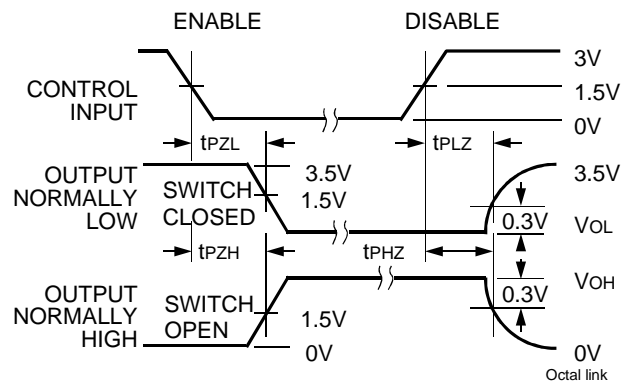 ENABLE DISABLE
CONTROL
INPUT
3V
1.5V
0V
tPZL tPLZ
OUTPUT
NORMALLY
LOW
SWITCH
CLOSED
3.5V
1.5V
3.5V
0.3V
VOL
tPZH tPHZ
OUTPUT
NORMALLY
HIGH
SWITCH
OPEN
1.5V
0V
0.3V
VOH
0V
Octal link